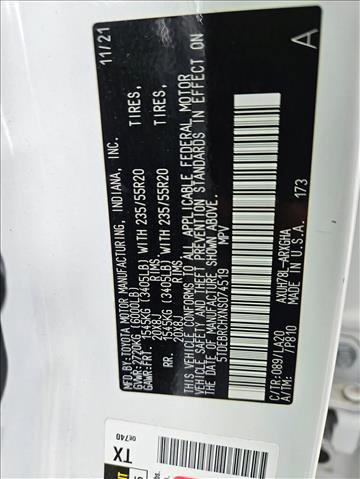 MFD. BY: TOYOTA MOTOR MANUFACTURING, INDIANA, INC. 11/21
GVWR: 2720KG (6000LB)
GAWR: FRT. 1545KG (3405LB) WITH 235/55R20 TIRES,
20X8J RIMS
RR. 1545KG (3405LB) WITH 235/55R20 TIRES,
20X8J RIMS
THIS VEHICLE CONFORMS TO ALL APPLICABLE FEDERAL MOTOR
VEHICLE SAFETY AND THEFT PREVENTION STANDARDS IN EFFECT
ON THE DATE OF MANUFACTURE SHOWN ABOVE.
MPV
C/TR: 089/LA20 AXUH78L-ARXGHA
A/TM: /P810 MADE IN U.S.A. 173
A
TX
0E740